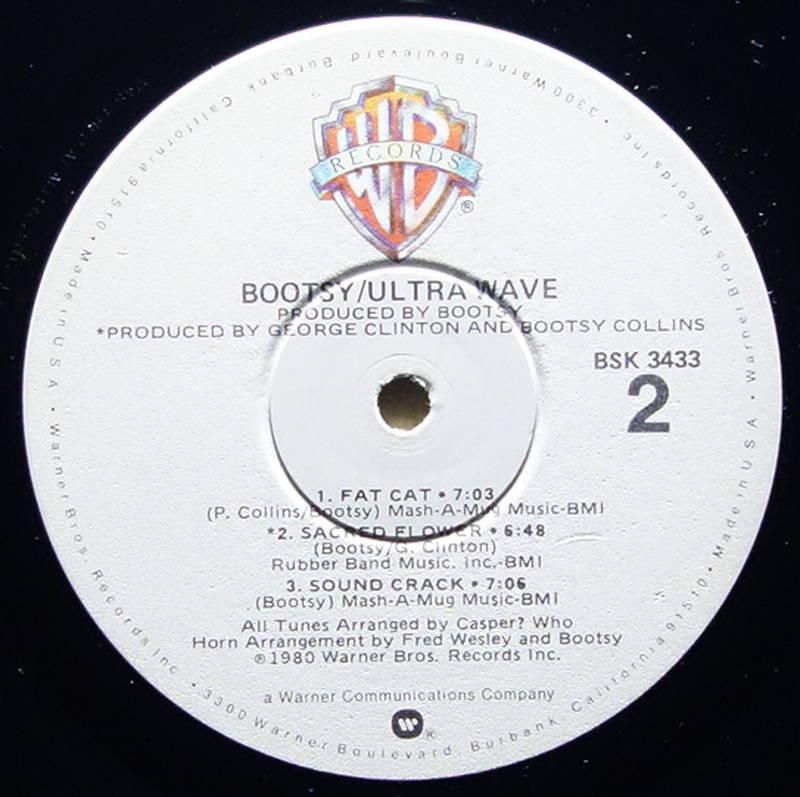 WB
RECORDS
®
BOOTSY/ULTRA WAVE
PRODUCED BY BOOTSY
*PRODUCED BY GEORGE CLINTON AND BOOTSY COLLINS
BSK 3433
2
1. FAT CAT • 7:03
(P. Collins/Bootsy) Mash-A-Mug Music-BMI
*2. SACRED FLOWER • 6:48
(Bootsy/G. Clinton)
Rubber Band Music. Inc.-BMI
3. SOUND CRACK • 7:06
(Bootsy) Mash-A-Mug Music-BMI
All Tunes Arranged by Casper? Who
Horn Arrangement by Fred Wesley and Bootsy
℗1980 Warner Bros. Records Inc.
a Warner Communications Company
®
Warner Bros. Records Inc. • 3300 Warner Boulevard Burbank, California 91510 • Made in U S A •
Warner Bros. Records Inc • 3300 Warner Boulevard Burbank, California 91510 • Made in U S A •